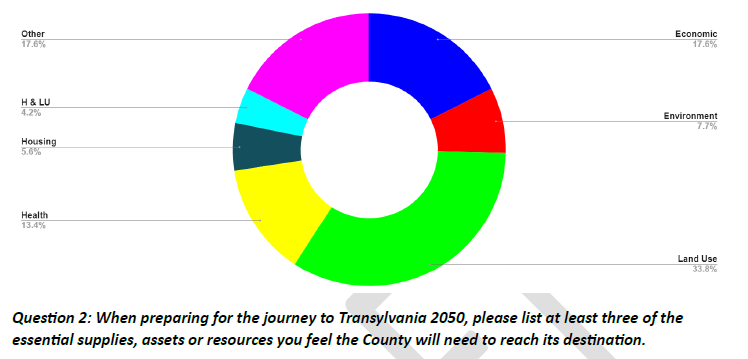 Other
17.6%
Economic
17.6%
H & LU
4.2%
Environment
7.7%
Housing
5.6%
Health
13.4%
Land Use
33.8%
Question 2: When preparing for the journey to Transylvania 2050, please list at least three of the
essential supplies, assets or resources you feel the County will need to reach its destination.